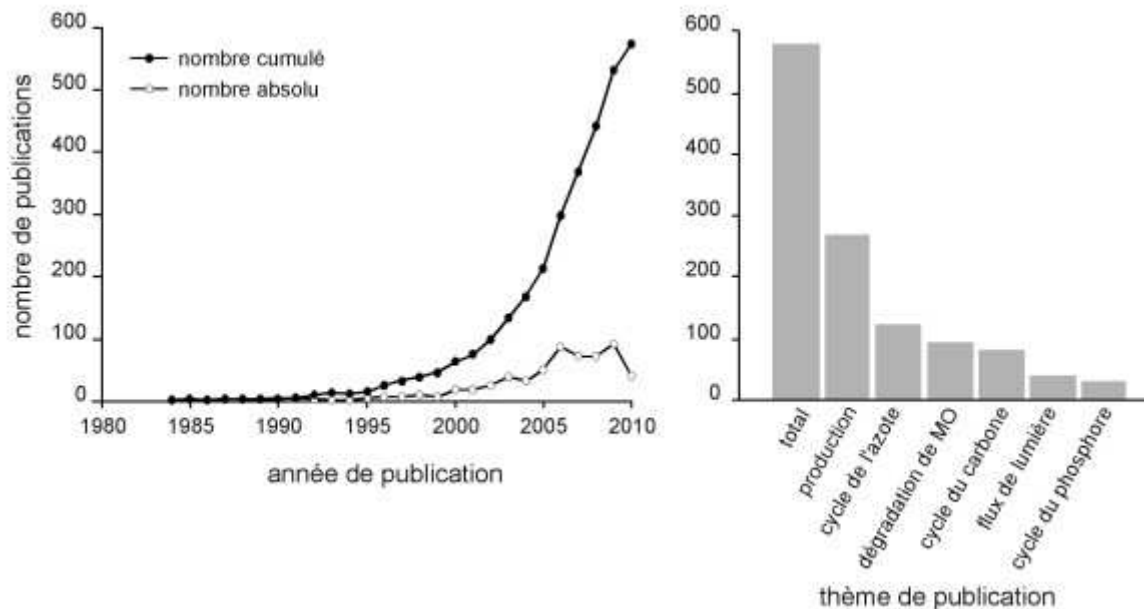 600
500
400
300
200
100
0
nombre de publications
nombre cumulé
nombre absolu
1980 1985 1990 1995 2000 2005 2010
année de publication
600
500
400
300
200
100
0
total
production
cycle de l'azote
dégradation de MO
cycle du carbone
flux de lumière
cycle du phosphore
thème de publication